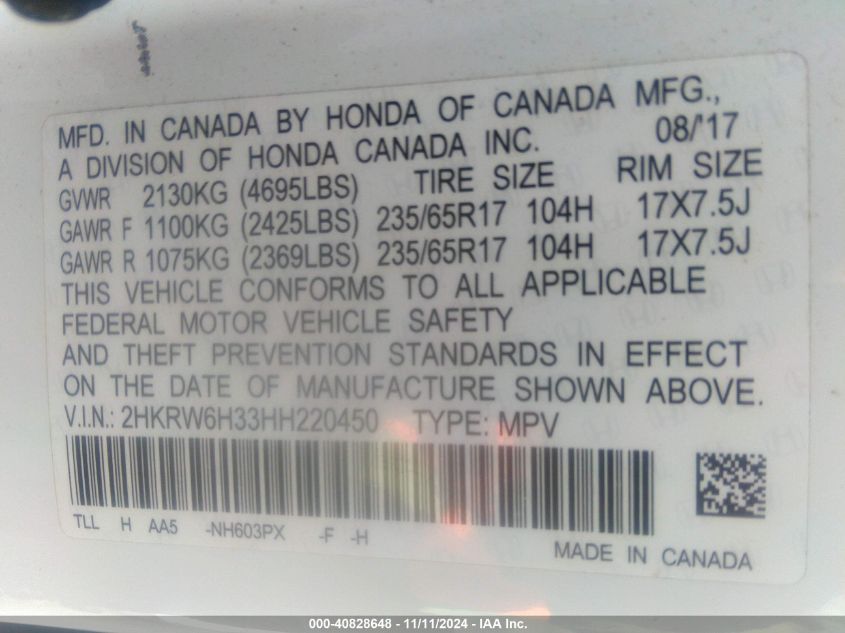 MFD. IN CANADA BY HONDA OF CANADA MFG.,
A DIVISION OF HONDA CANADA INC. 08/'17
GVWR 2130KG (4695LBS) TIRE SIZE RIM SIZE
GAWR F 1100KG (2425LBS) 235/65R17 104H 17X7.5J
GAWR R 1075KG (2369LBS) 235/65R17 104H 17X7.5J
THIS VEHICLE CONFORMS TO ALL APPLICABLE
FEDERAL MOTOR VEHICLE SAFETY
AND THEFT PREVENTION STANDARDS IN EFFECT
ON THE DATE OF MANUFACTURE SHOWN ABOVE.
V.I.N.: 2HKRW6H33HH220450 TYPE: MPV
TLL H AA5 -NH603PX -F -H
MADE IN CANADA
000-40828648 - 11/11/2024 - IAA Inc.